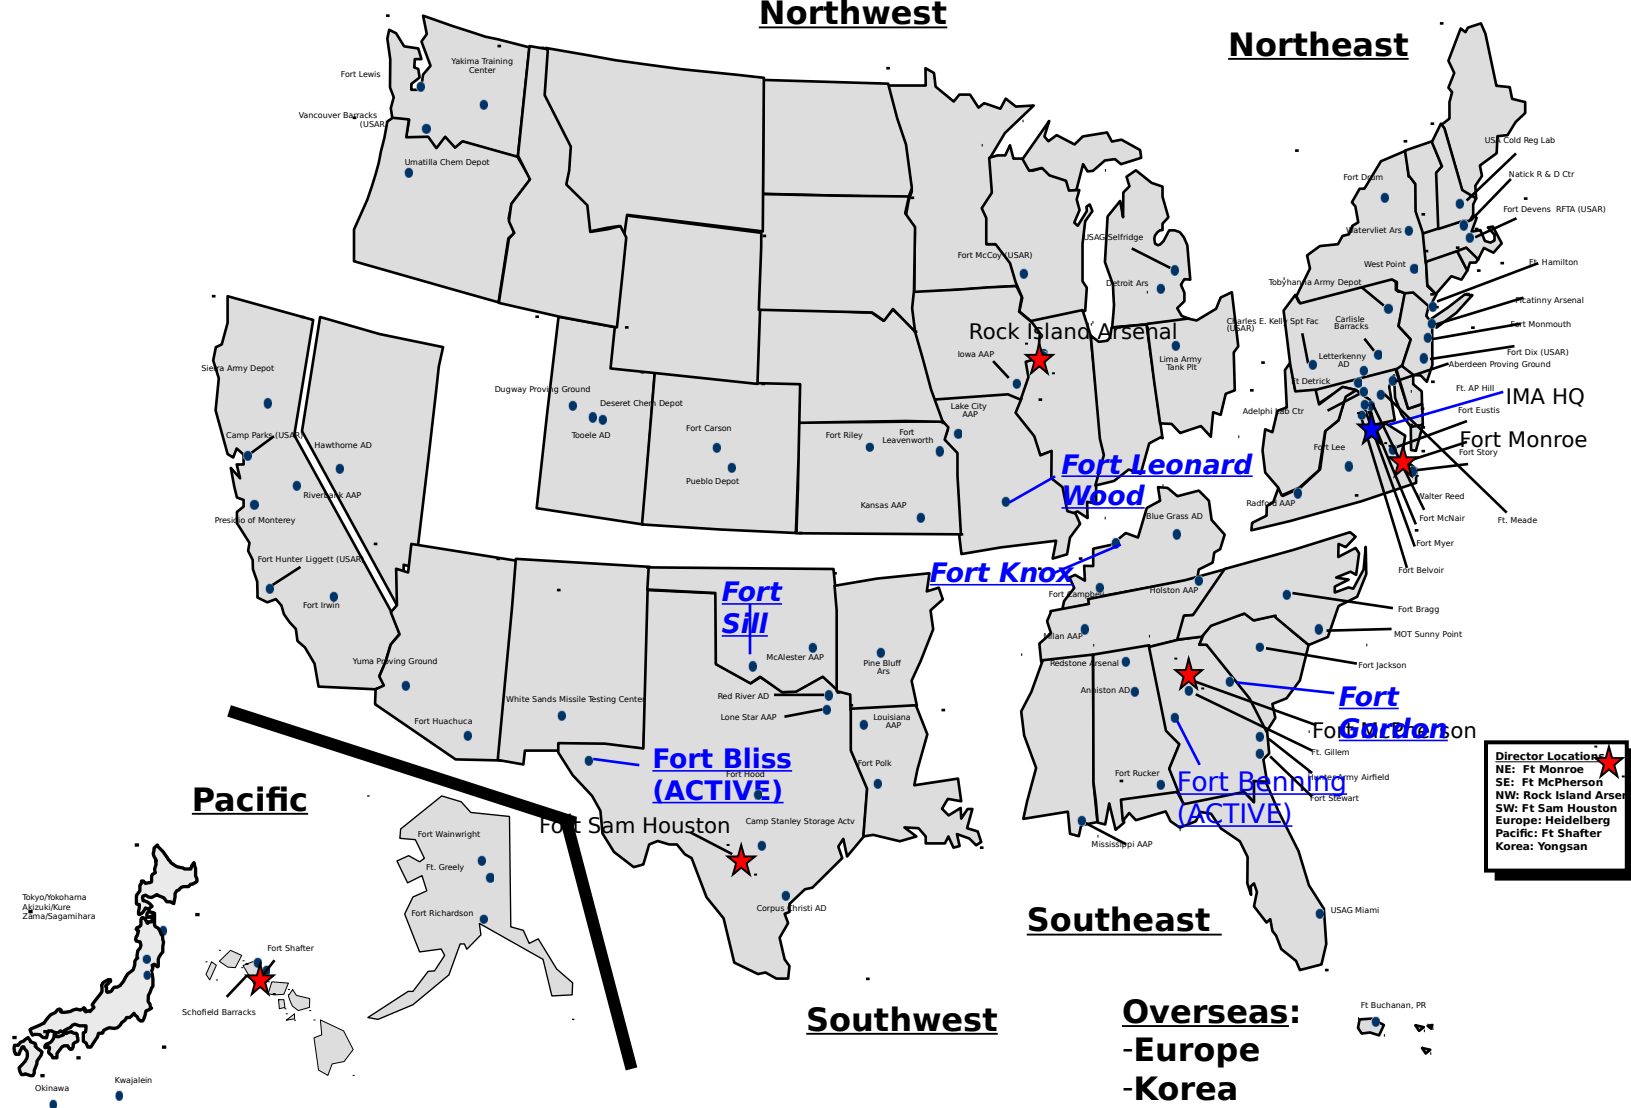 Northwest
Northeast
Yakima Training
Center
Fort Lewis
Vancouver Barracks
(USAR)
Umatilla Chem Depot
USA Cold Reg Lab
Fort Drum
Natick R & D Ctr
Fort Devens  RFTA (USAR)
Watervliet Ars
USAG Selfridge
Fort McCoy (USAR)
West Point
Ft. Hamilton
Detroit Ars
Tobyhanna Army Depot
Picatinny Arsenal
Charles E. Kelly Spt Fac
(USAR)
Carlisle
Barracks
Fort Monmouth
Rock Island Arsenal
Iowa AAP
Lima Army
Tank Plt
Letterkenny
AD
Fort Dix (USAR)
Aberdeen Proving Ground
Sierra Army Depot
Ft Detrick
Ft. AP Hill
IMA HQ
Dugway Proving Ground
Deseret Chem Depot
Tooele AD
Lake City
AAP
Adelphi Lab Ctr
Fort Eustis
Camp Parks (USAR)
Hawthorne AD
Fort Carson
Fort Riley
Fort
Leavenworth
Fort Lee
Fort Monroe
Fort Story
Fort Leonard
Wood
Pueblo Depot
Riverbank AAP
Kansas AAP
Radford AAP
Walter Reed
Presidio of Monterey
Blue Grass AD
Fort McNair
Ft. Meade
Fort Myer
Fort Hunter Liggett (USAR)
Fort Knox
Fort Belvoir
Fort
Sill
Fort Campbell
Holston AAP
Fort Irwin
Fort Bragg
Milan AAP
MOT Sunny Point
Yuma Proving Ground
McAlester AAP
Pine Bluff
Ars
Redstone Arsenal
Fort Jackson
White Sands Missile Testing Center
Red River AD
Anniston AD
Fort
Gordon
Fort Huachuca
Lone Star AAP
Louisiana
AAP
Fort McPherson
Ft. Gillem
Fort Bliss
(ACTIVE)
Fort Hood
Fort Polk
Fort Rucker
Fort Benning
(ACTIVE)
Hunter Army Airfield
Fort Stewart
Director Locations
NE:  Ft Monroe
SE:  Ft McPherson
NW: Rock Island Arsen
SW: Ft Sam Houston
Europe: Heidelberg
Pacific: Ft Shafter
Korea: Yongsan
Pacific
Fort Sam Houston
Camp Stanley Storage Actv
Mississippi AAP
Fort Wainwright
Ft. Greely
Fort Richardson
Tokyo/Yokohama
Akizuki/Kure
Zama/Sagamihara
Corpus Christi AD
USAG Miami
Southeast
Fort Shafter
Schofield Barracks
Southwest
Overseas:
-Europe
-Korea
Ft Buchanan, PR
Okinawa
Kwajalein